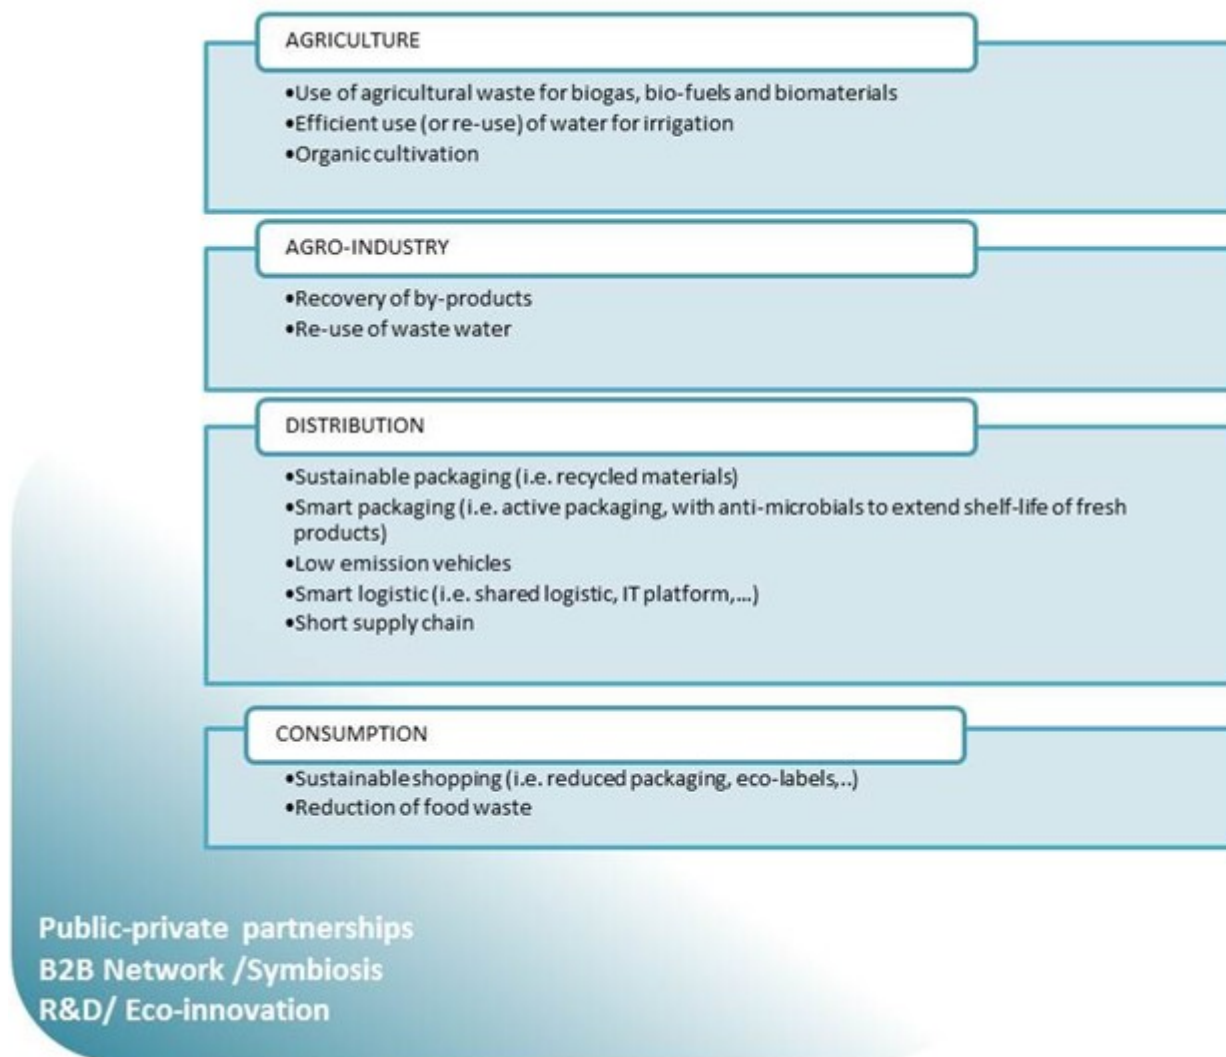 AGRICULTURE
•Use of agricultural waste for biogas, bio-fuels and biomaterials
•Efficient use (or re-use) of water for irrigation
•Organic cultivation
AGRO-INDUSTRY
•Recovery of by-products
•Re-use of waste water
DISTRIBUTION
•Sustainable packaging (i.e. recycled materials)
•Smart packaging (i.e. active packaging, with anti-microbials to extend shelf-life of fresh
products)
•Low emission vehicles
•Smart logistic (i.e. shared logistic, IT platform,...)
•Short supply chain
CONSUMPTION
•Sustainable shopping (i.e. reduced packaging, eco-labels,..)
•Reduction of food waste
Public-private partnerships
B2B Network /Symbiosis
R&D/ Eco-innovation